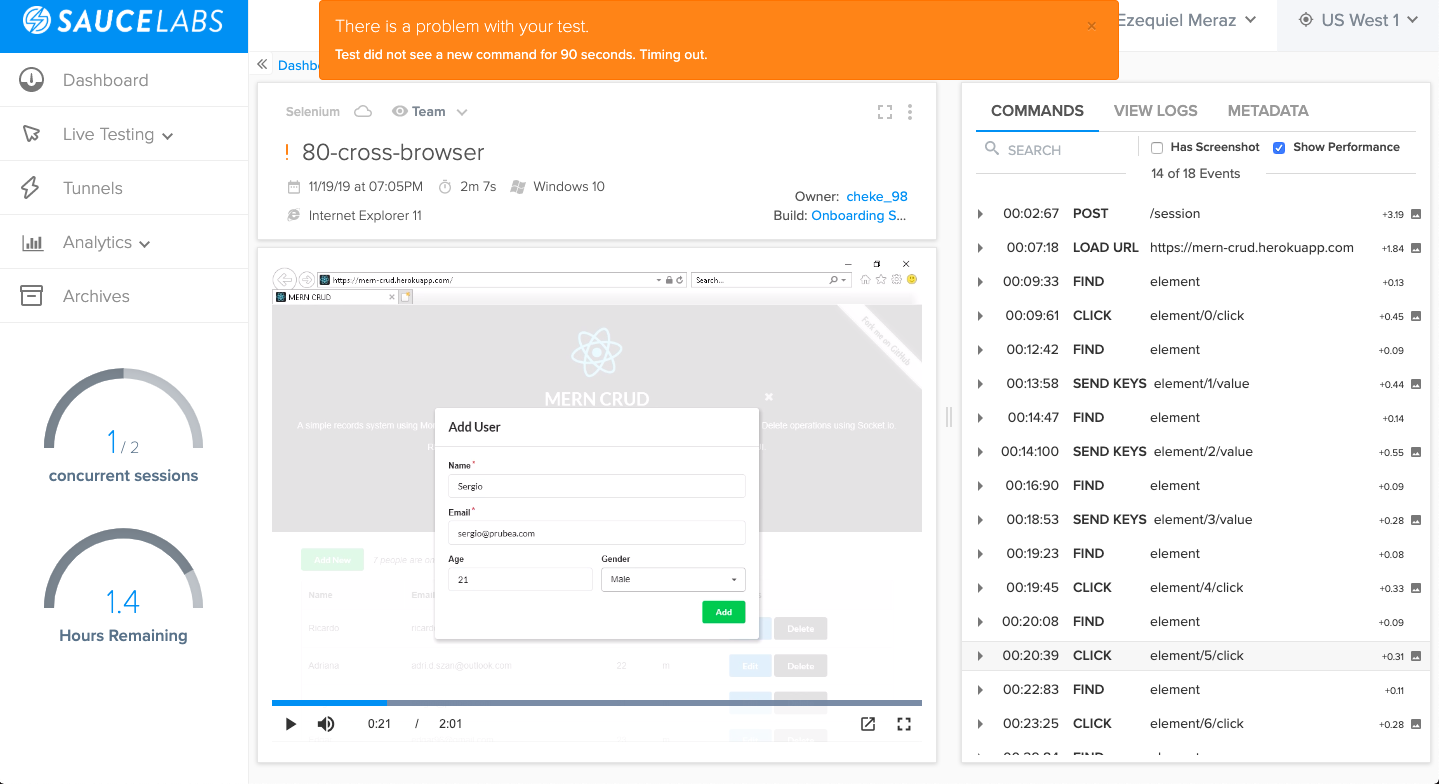 SAUCELABS
There is a problem with your test.
×
Test did not see a new command for 90 seconds. Timing out.
Ezequiel Meraz
US West 1
Dashboard
Live Testing
Tunnels
Analytics
Archives
1 / 2
concurrent sessions
1.4
Hours Remaining
Selenium Team
! 80-cross-browser
11/19/19 at 07:05PM 2m 7s Windows 10
Internet Explorer 11
Owner: cheke_98
Build: Onboarding S...
https://mern-crud.herokuapp.com/
Search...
MERN CRUD
Fork me on GitHub
MERN CRUD
A simple records system using
Delete operations using Socket.io
Add User
Name*
Sergio
Email*
sergio@prubea.com
Age Gender
21 Male
Add
Add New
7 people are
Name
Ricardo
Delete
Adriana 22 m Edit Delete
0:21 / 2:01
COMMANDS VIEW LOGS METADATA
SEARCH
Has Screenshot Show Performance
14 of 18 Events
00:02:67 POST /session +3.19
00:07:18 LOAD URL https://mern-crud.herokuapp.com +1.84
00:09:33 FIND element +0.13
00:09:61 CLICK element/0/click +0.45
00:12:42 FIND element +0.09
00:13:58 SEND KEYS element/1/value +0.44
00:14:47 FIND element +0.14
00:14:100 SEND KEYS element/2/value +0.55
00:16:90 FIND element +0.09
00:18:53 SEND KEYS element/3/value +0.28
00:19:23 FIND element +0.08
00:19:45 CLICK element/4/click +0.33
00:20:08 FIND element +0.09
00:20:39 CLICK element/5/click +0.31
00:22:83 FIND element +0.11
00:23:25 CLICK element/6/click +0.28